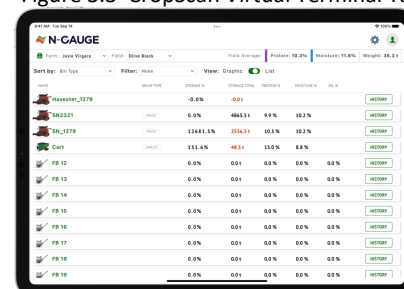 Figure 5.5 CropScan Virtual Terminal
9:41 AM Tue Sep 14
100%
N-GAUGE
Farm: Josie Virgara Field: Olive Block Field Average: Protein: 10.3% Moisture: 11.6% Weight: 36.3 t
Sort by: Bin Type Filter: None View: Graphic List
NAME GRAIN TYPE STORAGE % STORAGE TOTAL PROTEIN % MOISTURE % OIL %
Havester_1279 -0.0% -0.0 t HISTORY
SN2321 0.0% 4865.3 t 9.9 % 10.2 % HISTORY
SN_1279 12681.5% 2536.3 t 10.3 % 10.2 % HISTORY
Cart 151.6% 48.5 t 13.0 % 8.8 % HISTORY
FB 12 0.0% 0.0 t 0.0 % 0.0 % 0.0 % HISTORY
FB 13 0.0% 0.0 t 0.0 % 0.0 % 0.0 % HISTORY
FB 14 0.0% 0.0 t 0.0 % 0.0 % 0.0 % HISTORY
FB 15 0.0% 0.0 t 0.0 % 0.0 % 0.0 % HISTORY
FB 16 0.0% 0.0 t 0.0 % 0.0 % 0.0 % HISTORY
FB 17 0.0% 0.0 t 0.0 % 0.0 % 0.0 % HISTORY
FB 18 0.0% 0.0 t 0.0 % 0.0 % 0.0 % HISTORY
FB 19 0.0% 0.0 t 0.0 % 0.0 % 0.0 % HISTORY